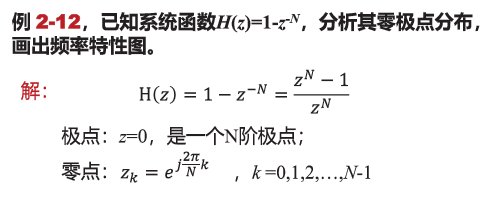 例 2-12，已知系统函数H(z)=1-z⁻ᴺ，分析其零极点分布，
画出频率特性图。
解：
H(z) = 1 − z⁻ᴺ = (zᴺ − 1)/zᴺ
极点：z=0，是一个N阶极点；
零点：z_k = e^{j(2π/N)k} ，k=0,1,2,…,N-1